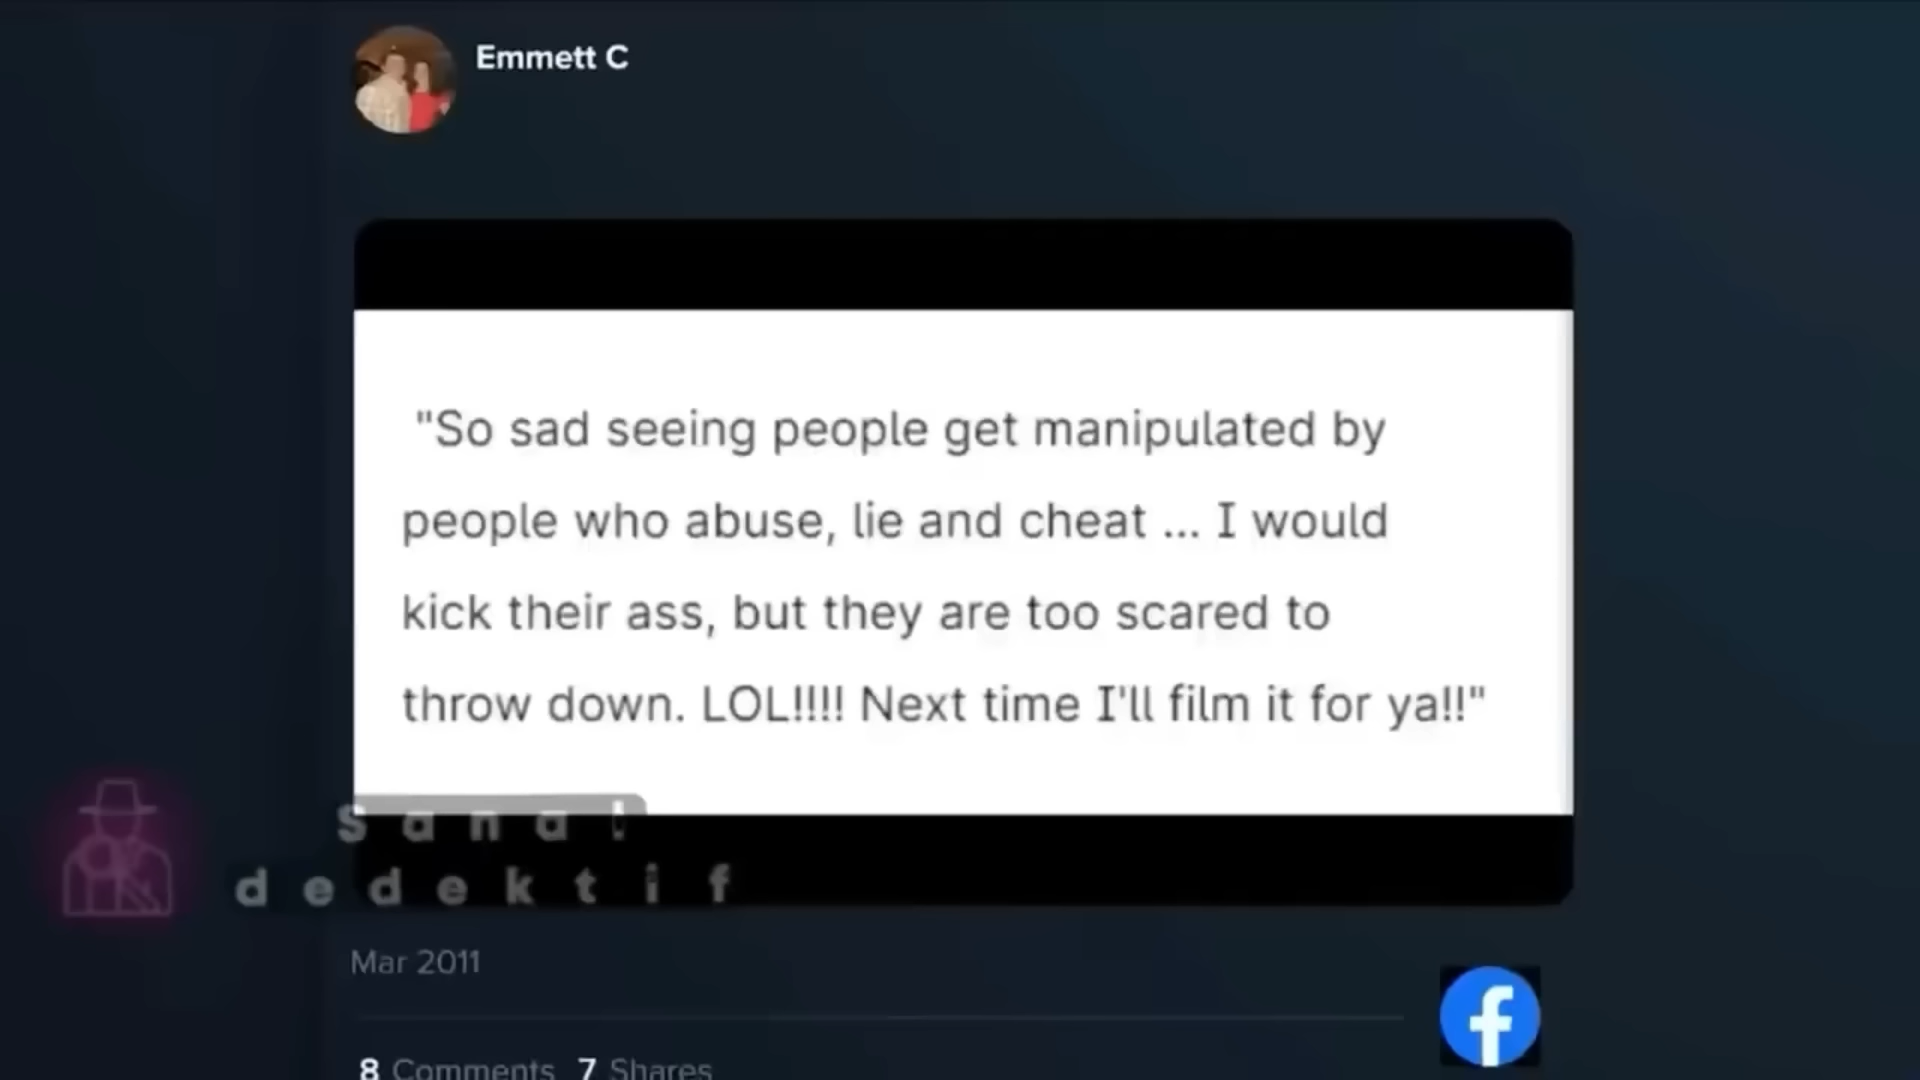 Emmett C
"So sad seeing people get manipulated by
people who abuse, lie and cheat ... I would
kick their ass, but they are too scared to
throw down. LOL!!!! Next time I'll film it for ya!!"
Sanal
dedektif
Mar 2011
8 Comments 7 Shares